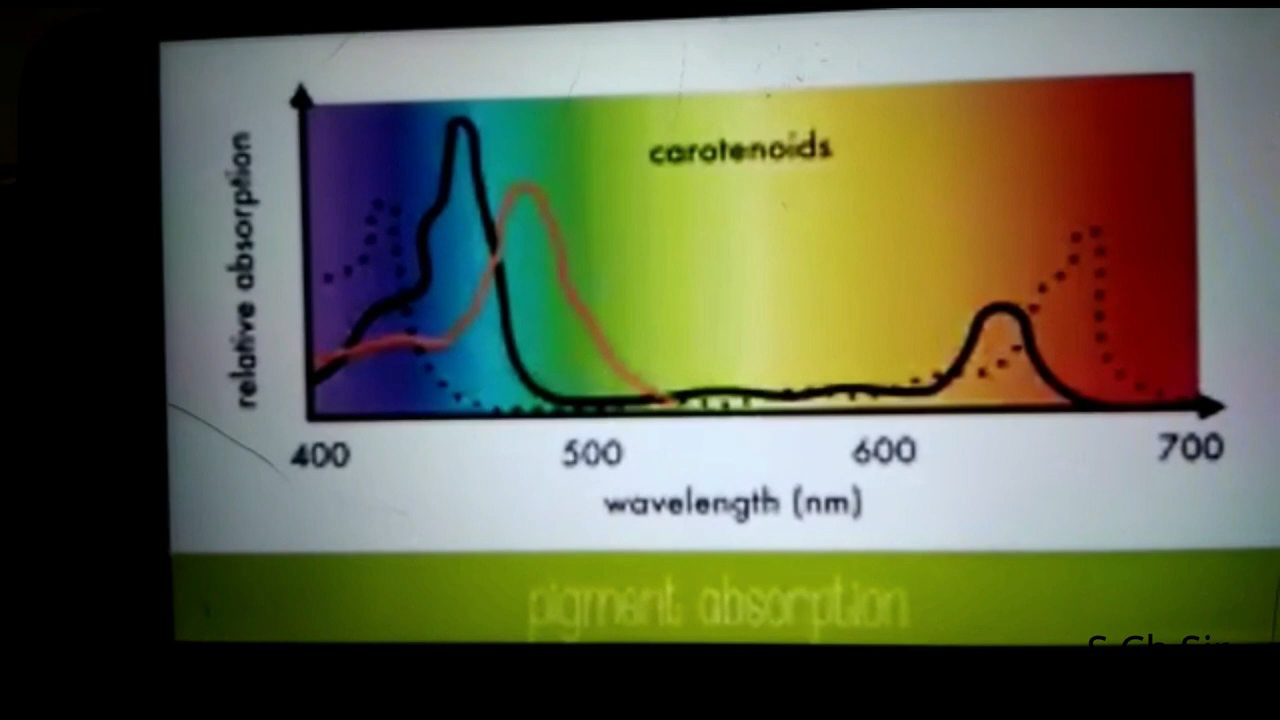 carotenoids
relative absorption
400 500 600 700
wavelength (nm)
pigment absorption